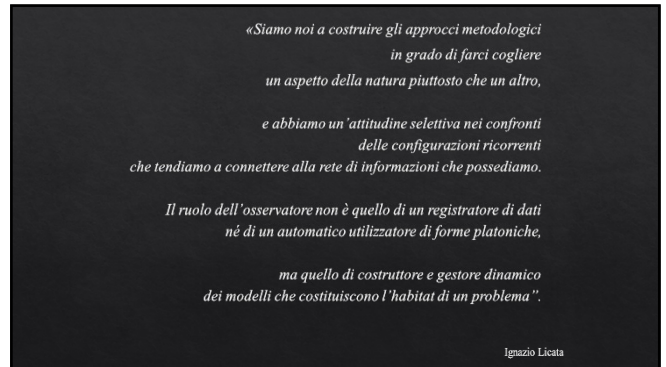 «Siamo noi a costruire gli approcci metodologici
in grado di farci cogliere
un aspetto della natura piuttosto che un altro,
e abbiamo un'attitudine selettiva nei confronti
delle configurazioni ricorrenti
che tendiamo a connettere alla rete di informazioni che possediamo.
Il ruolo dell'osservatore non è quello di un registratore di dati
né di un automatico utilizzatore di forme platoniche,
ma quello di costruttore e gestore dinamico
dei modelli che costituiscono l'habitat di un problema".
Ignazio Licata